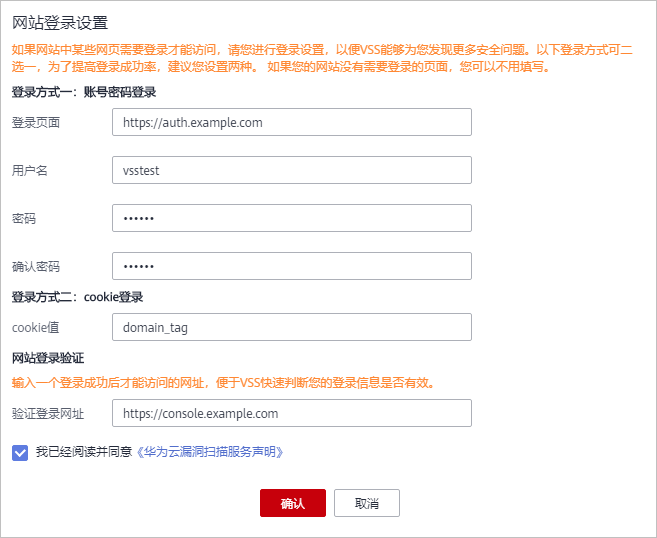 网站登录设置
如果网站中某些网页需要登录才能访问，请您进行登录设置，以便VSS能够为您发现更多安全问题。以下登录方式可二
选一，为了提高登录成功率，建议您设置两种。 如果您的网站没有需要登录的页面，您可以不用填写。
登录方式一：账号密码登录
登录页面 https://auth.example.com
用户名 vsstest
密码 ••••••
确认密码 ••••••
登录方式二：cookie登录
cookie值 domain_tag
网站登录验证
输入一个登录成功后才能访问的网址，便于VSS快速判断您的登录信息是否有效。
验证登录网址 https://console.example.com
我已经阅读并同意《华为云漏洞扫描服务声明》
确认 取消